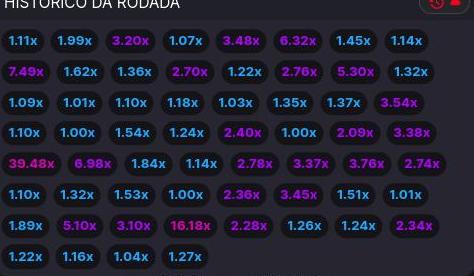 HISTÓRICO DA RODADA
1.11x 1.99x 3.20x 1.07x 3.48x 6.32x 1.45x 1.14x
7.49x 1.62x 1.36x 2.70x 1.22x 2.76x 5.30x 1.32x
1.09x 1.01x 1.10x 1.18x 1.03x 1.35x 1.37x 3.54x
1.10x 1.00x 1.54x 1.24x 2.40x 1.00x 2.09x 3.38x
39.48x 6.98x 1.84x 1.14x 2.78x 3.37x 3.76x 2.74x
1.10x 1.32x 1.53x 1.00x 2.36x 3.45x 1.51x 1.01x
1.89x 5.10x 3.10x 16.18x 2.28x 1.26x 1.24x 2.34x
1.22x 1.16x 1.04x 1.27x